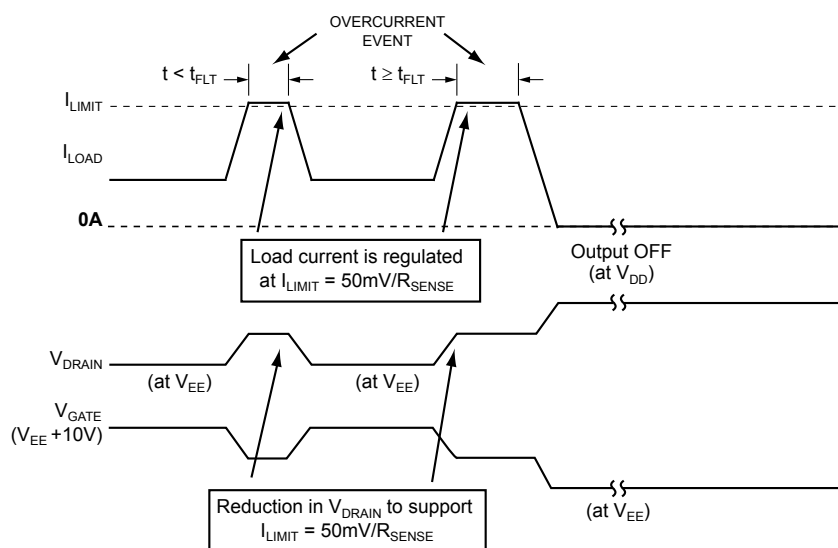 OVERCURRENT
EVENT
t < tFLT
t ≥ tFLT
ILIMIT
ILOAD
0A
Load current is regulated
at ILIMIT = 50mV/RSENSE
Output OFF
(at VDD)
VDRAIN
(at VEE)
(at VEE)
VGATE
(VEE +10V)
Reduction in VDRAIN to support
ILIMIT = 50mV/RSENSE
(at VEE)